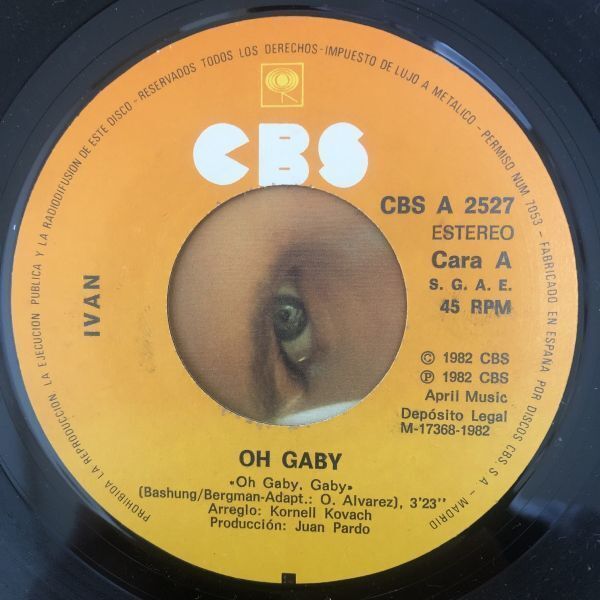 PROHIBIDA LA REPRODUCCION, LA EJECUCION PUBLICA Y LA RADIODIFUSION DE ESTE DISCO - RESERVADOS TODOS LOS DERECHOS - IMPUESTO DE LUJO A METALICO - PERMISO NUM. 7053 - FABRICADO EN ESPAÑA POR DISCOS CBS S A - MADRID
CBS
CBS A 2527
ESTEREO
Cara A
S. G. A. E.
45 RPM
IVAN
© 1982 CBS
℗ 1982 CBS
April Music
Depósito Legal
M-17368-1982
OH GABY
«Oh Gaby, Gaby»
(Bashung/Bergman-Adapt.: O. Alvarez), 3'23"
Arreglo: Kornell Kovach
Producción: Juan Pardo